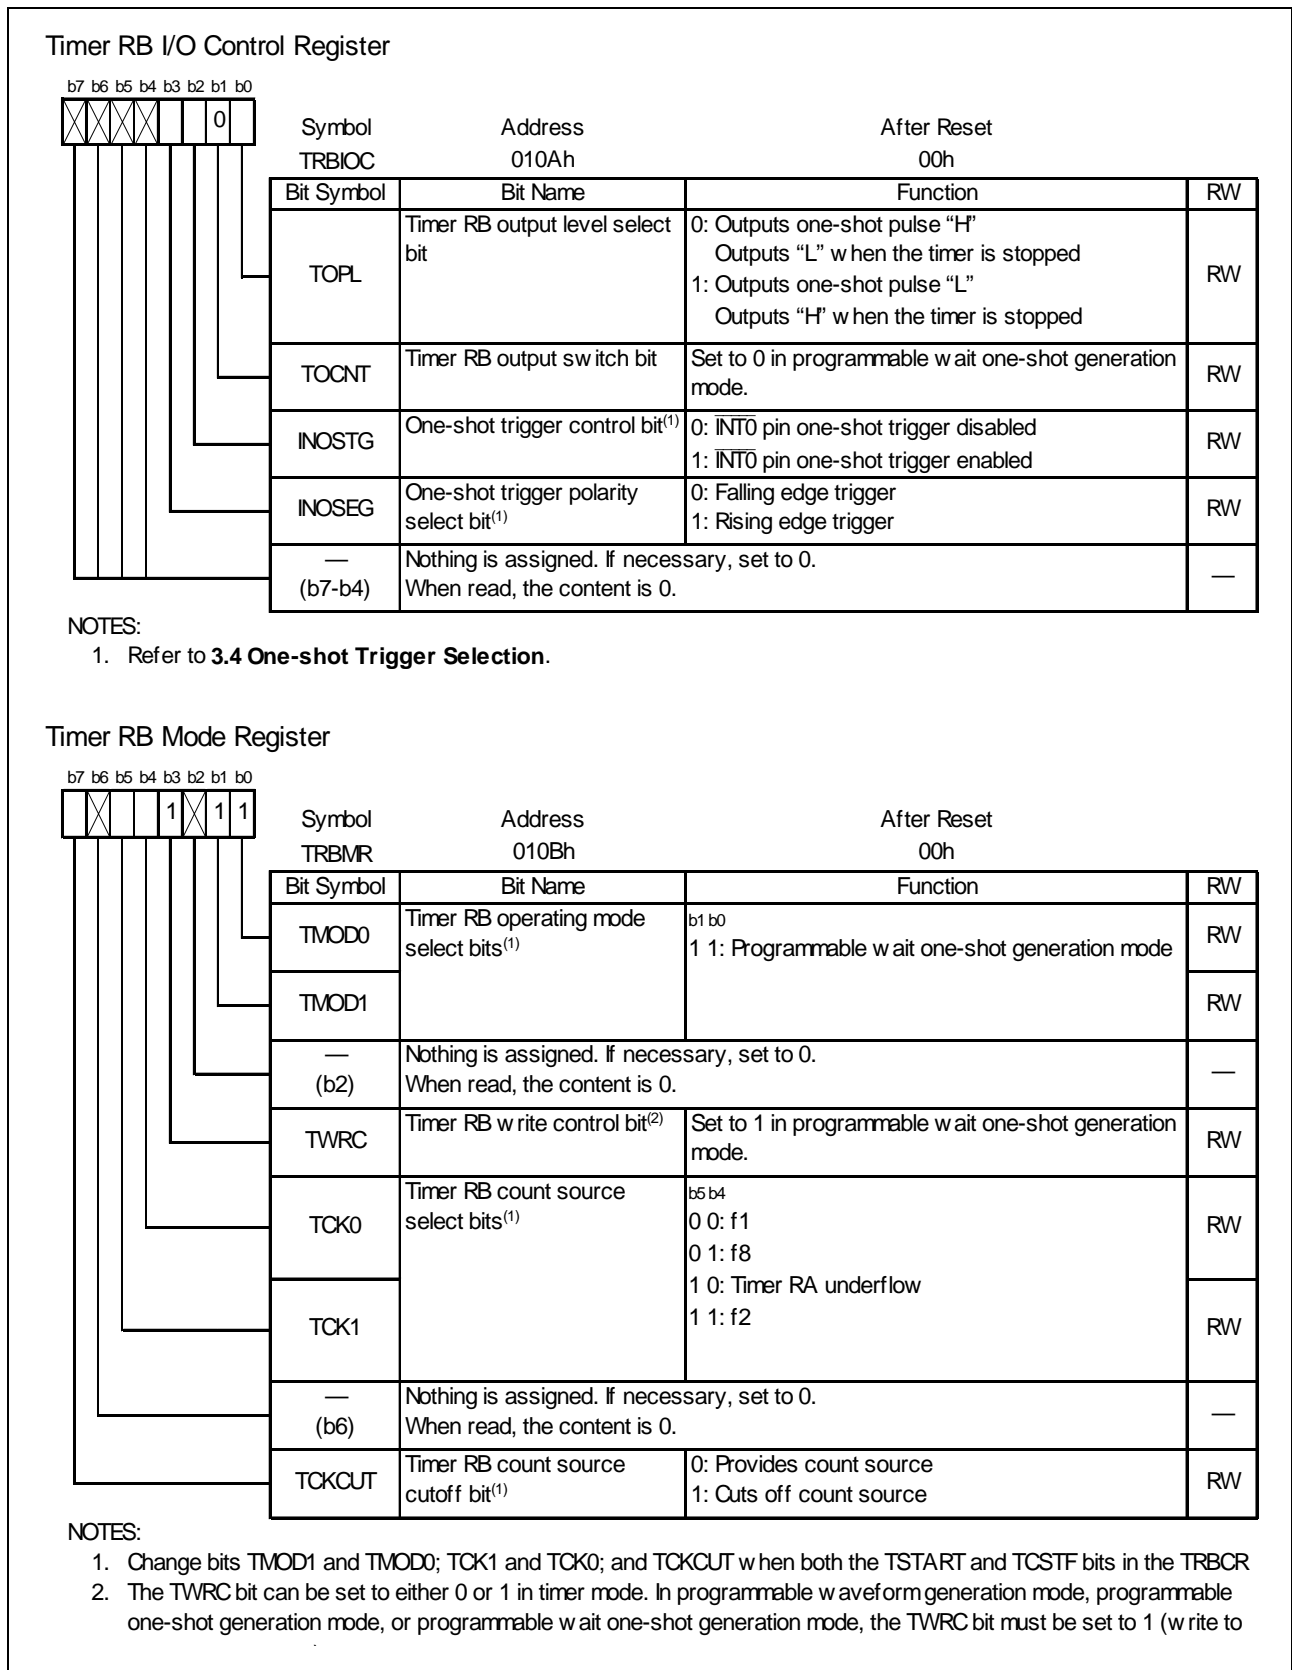 Timer RB I/O Control Register
b7 b6 b5 b4 b3 b2 b1 b0
0
Symbol Address After Reset
TRBIOC 010Ah 00h
Bit Symbol Bit Name Function RW
TOPL Timer RB output level select bit 0: Outputs one-shot pulse “H” RW
Outputs “L” when the timer is stopped
1: Outputs one-shot pulse “L”
Outputs “H” when the timer is stopped
TOCNT Timer RB output switch bit Set to 0 in programmable wait one-shot generation mode. RW
INOSTG One-shot trigger control bit(1) 0: INT0 pin one-shot trigger disabled RW
1: INT0 pin one-shot trigger enabled
INOSEG One-shot trigger polarity select bit(1) 0: Falling edge trigger RW
1: Rising edge trigger
— (b7-b4) Nothing is assigned. If necessary, set to 0. —
When read, the content is 0.
NOTES:
1. Refer to 3.4 One-shot Trigger Selection.
Timer RB Mode Register
b7 b6 b5 b4 b3 b2 b1 b0
1 1 1
Symbol Address After Reset
TRBMR 010Bh 00h
Bit Symbol Bit Name Function RW
TMOD0 Timer RB operating mode select bits(1) b1 b0 RW
1 1: Programmable wait one-shot generation mode
TMOD1 RW
— (b2) Nothing is assigned. If necessary, set to 0. —
When read, the content is 0.
TWRC Timer RB write control bit(2) Set to 1 in programmable wait one-shot generation mode. RW
TCK0 Timer RB count source select bits(1) b5 b4 RW
0 0: f1
0 1: f8
1 0: Timer RA underflow
1 1: f2
TCK1 RW
— (b6) Nothing is assigned. If necessary, set to 0. —
When read, the content is 0.
TCKCUT Timer RB count source cutoff bit(1) 0: Provides count source RW
1: Cuts off count source
NOTES:
1. Change bits TMOD1 and TMOD0; TCK1 and TCK0; and TCKCUT when both the TSTART and TCSTF bits in the TRBCR
2. The TWRC bit can be set to either 0 or 1 in timer mode. In programmable waveform generation mode, programmable
one-shot generation mode, or programmable wait one-shot generation mode, the TWRC bit must be set to 1 (write to